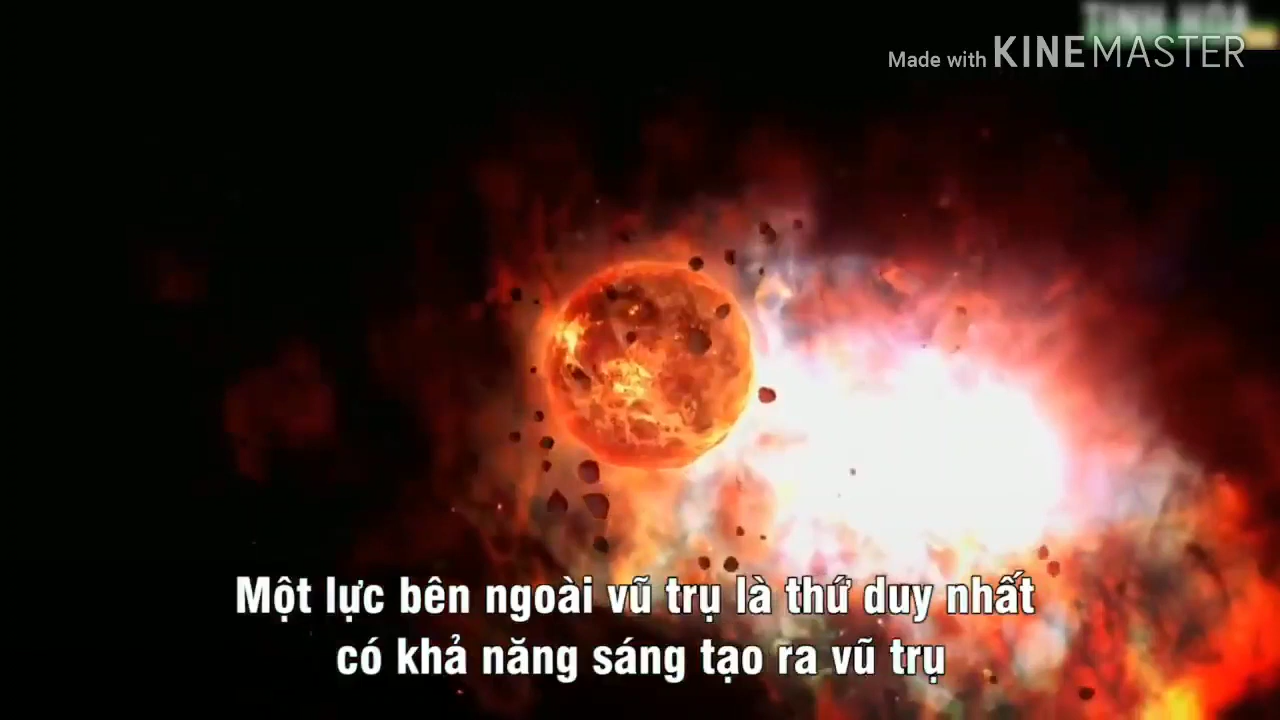 Made with KINEMASTER
Một lực bên ngoài vũ trụ là thứ duy nhất
có khả năng sáng tạo ra vũ trụ